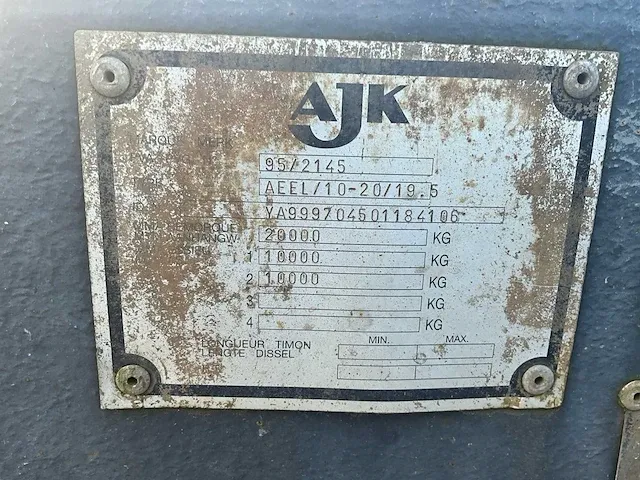 AJK
95/2145
AEEL/10-20/19.5
YA999704501184106
20000 KG
1 10000 KG
2 10000 KG
3 KG
4 KG
LONGUEUR TIMON MIN. MAX.
LENGTE DISSEL